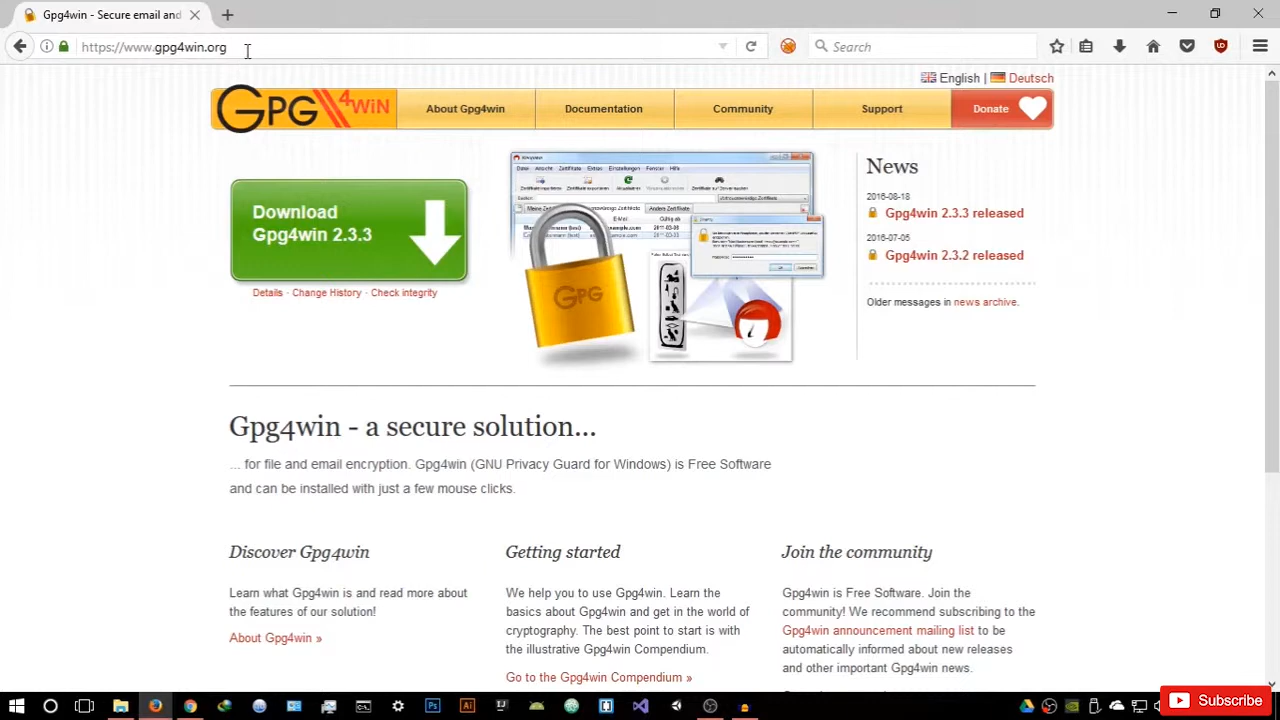 Gpg4win - Secure email and
https://www.gpg4win.org
Search
English | Deutsch
GPG4WIN
About Gpg4win
Documentation
Community
Support
Donate
Download
Gpg4win 2.3.3
Details · Change History · Check integrity
GPG
News
2016-08-18
Gpg4win 2.3.3 released
2016-07-05
Gpg4win 2.3.2 released
Older messages in news archive.
Gpg4win - a secure solution...
... for file and email encryption. Gpg4win (GNU Privacy Guard for Windows) is Free Software
and can be installed with just a few mouse clicks.
Discover Gpg4win
Learn what Gpg4win is and read more about
the features of our solution!
About Gpg4win »
Getting started
We help you to use Gpg4win. Learn the
basics about Gpg4win and get in the world of
cryptography. The best point to start is with
the illustrative Gpg4win Compendium.
Go to the Gpg4win Compendium »
Join the community
Gpg4win is Free Software. Join the
community! We recommend subscribing to the
Gpg4win announcement mailing list to be
automatically informed about new releases
and other important Gpg4win news.
Subscribe